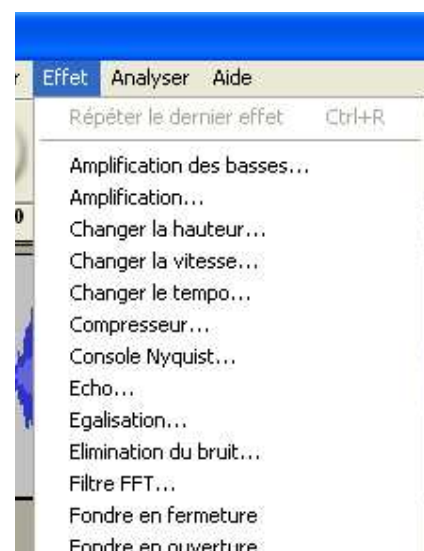 r Effet Analyser Aide
Répéter le dernier effet Ctrl+R
Amplification des basses...
Amplification...
Changer la hauteur...
Changer la vitesse...
Changer le tempo...
Compresseur...
Console Nyquist...
Echo...
Egalisation...
Elimination du bruit...
Filtre FFT...
Fondre en fermeture
Fondre en ouverture
0